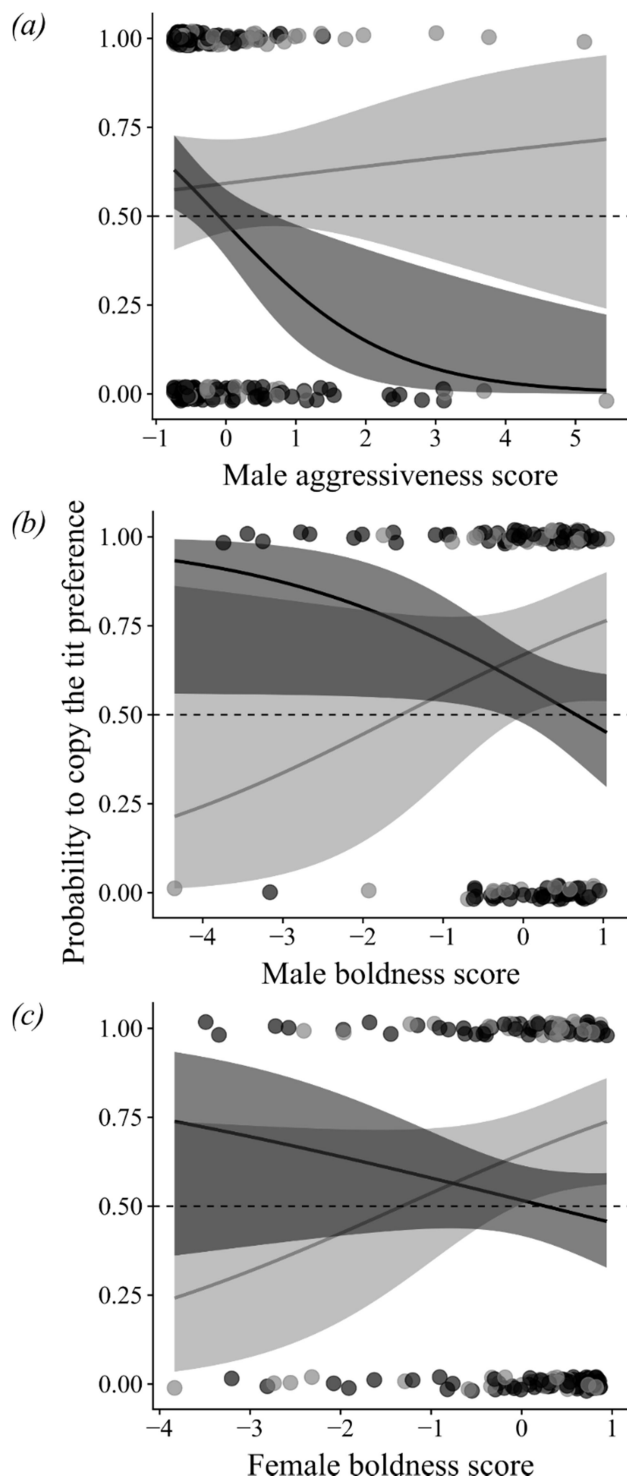 (a)
1.00
0.75
0.50
0.25
0.00
−1 0 1 2 3 4 5
Male aggressiveness score
(b)
Probability to copy the tit preference
1.00
0.75
0.50
0.25
0.00
−4 −3 −2 −1 0 1
Male boldness score
(c)
1.00
0.75
0.50
0.25
0.00
−4 −3 −2 −1 0 1
Female boldness score